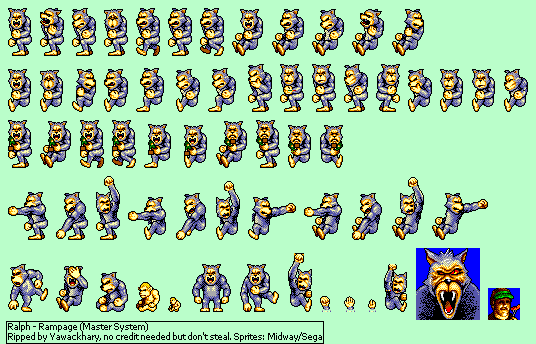 Ralph - Rampage (Master System)
Ripped by Yawackhary, no credit needed but don't steal. Sprites: Midway/Sega